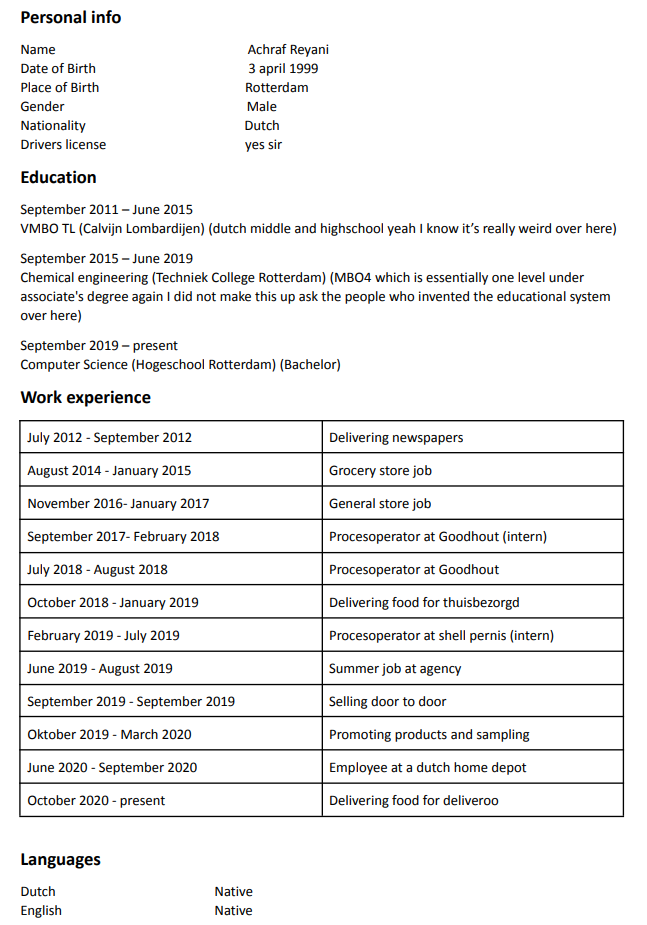 Personal info
Name Achraf Reyani
Date of Birth 3 april 1999
Place of Birth Rotterdam
Gender Male
Nationality Dutch
Drivers license yes sir
Education
September 2011 – June 2015
VMBO TL (Calvijn Lombardijen) (dutch middle and highschool yeah I know it’s really weird over here)
September 2015 – June 2019
Chemical engineering (Techniek College Rotterdam) (MBO4 which is essentially one level under
associate's degree again I did not make this up ask the people who invented the educational system
over here)
September 2019 – present
Computer Science (Hogeschool Rotterdam) (Bachelor)
Work experience
July 2012 - September 2012 Delivering newspapers
August 2014 - January 2015 Grocery store job
November 2016- January 2017 General store job
September 2017- February 2018 Procesoperator at Goodhout (intern)
July 2018 - August 2018 Procesoperator at Goodhout
October 2018 - January 2019 Delivering food for thuisbezorgd
February 2019 - July 2019 Procesoperator at shell pernis (intern)
June 2019 - August 2019 Summer job at agency
September 2019 - September 2019 Selling door to door
Oktober 2019 - March 2020 Promoting products and sampling
June 2020 - September 2020 Employee at a dutch home depot
October 2020 - present Delivering food for deliveroo
Languages
Dutch Native
English Native